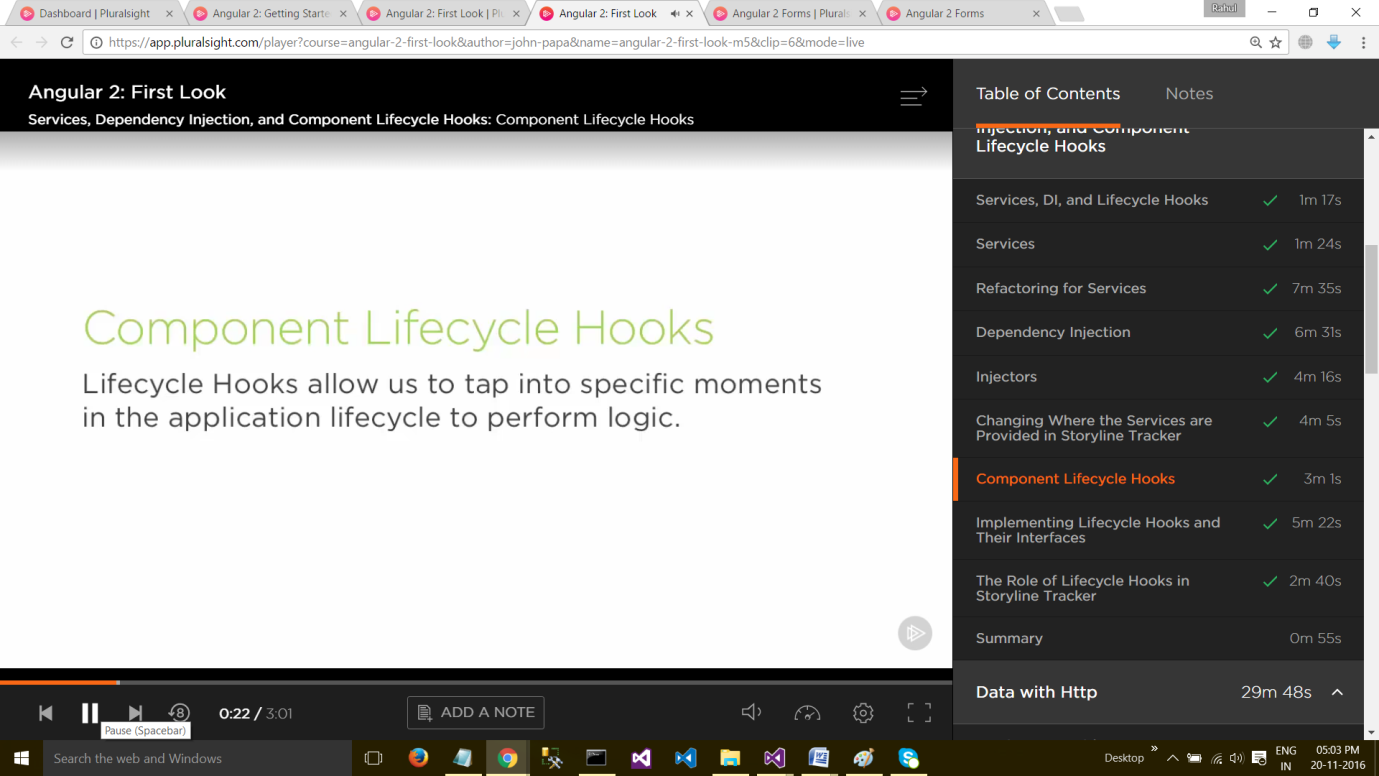 Dashboard | Pluralsight
Angular 2: Getting Starte
Angular 2: First Look | Pl
Angular 2: First Look
Angular 2 Forms | Plurals
Angular 2 Forms
Rahul
https://app.pluralsight.com/player?course=angular-2-first-look&author=john-papa&name=angular-2-first-look-m5&clip=6&mode=live
Angular 2: First Look
Services, Dependency Injection, and Component Lifecycle Hooks: Component Lifecycle Hooks
Component Lifecycle Hooks
Lifecycle Hooks allow us to tap into specific moments
in the application lifecycle to perform logic.
Table of Contents
Notes
Injection, and Component
Lifecycle Hooks
Services, DI, and Lifecycle Hooks 1m 17s
Services 1m 24s
Refactoring for Services 7m 35s
Dependency Injection 6m 31s
Injectors 4m 16s
Changing Where the Services are 4m 5s
Provided in Storyline Tracker
Component Lifecycle Hooks 3m 1s
Implementing Lifecycle Hooks and 5m 22s
Their Interfaces
The Role of Lifecycle Hooks in 2m 40s
Storyline Tracker
Summary 0m 55s
Data with Http 29m 48s
8
0:22 / 3:01
ADD A NOTE
Pause (Spacebar)
Search the web and Windows
Desktop
ENG
IN
05:03 PM
20-11-2016